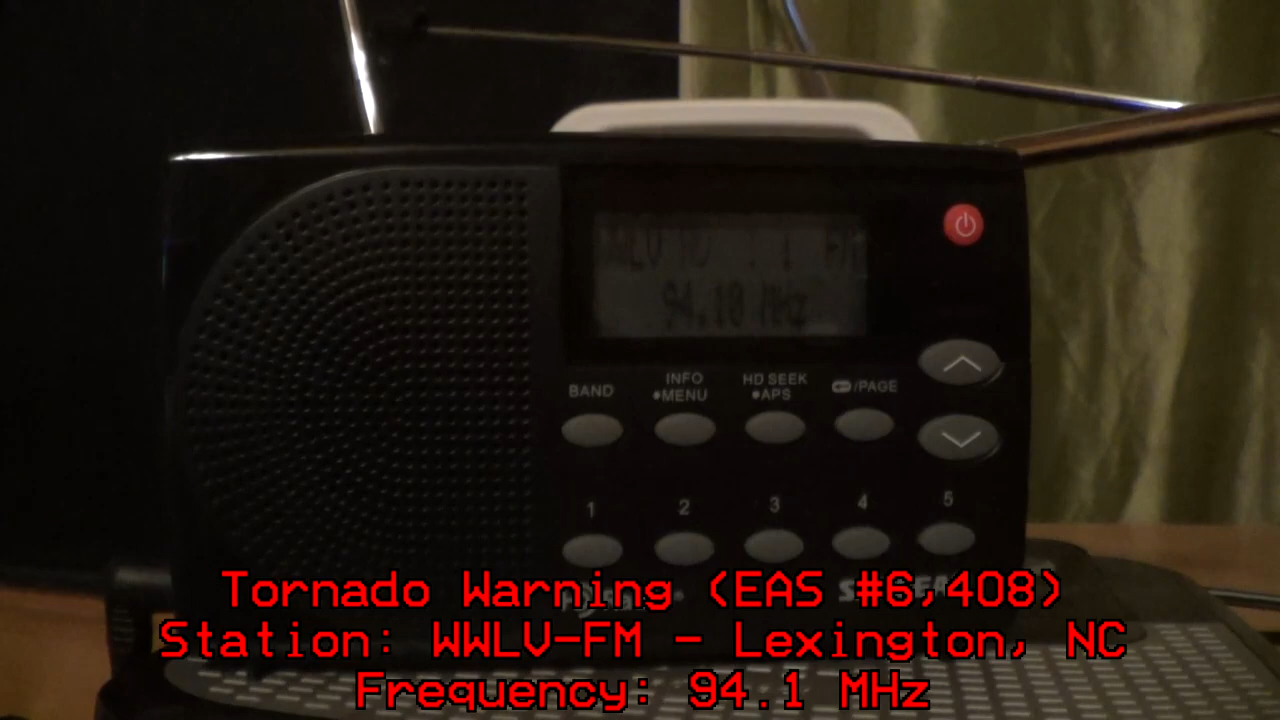 94.10 MHz
BAND
INFO
•MENU
HD SEEK
•APS
/PAGE
1 2 3 4 5
Tornado Warning (EAS #6,408)
Station: WWLV-FM - Lexington, NC
Frequency: 94.1 MHz